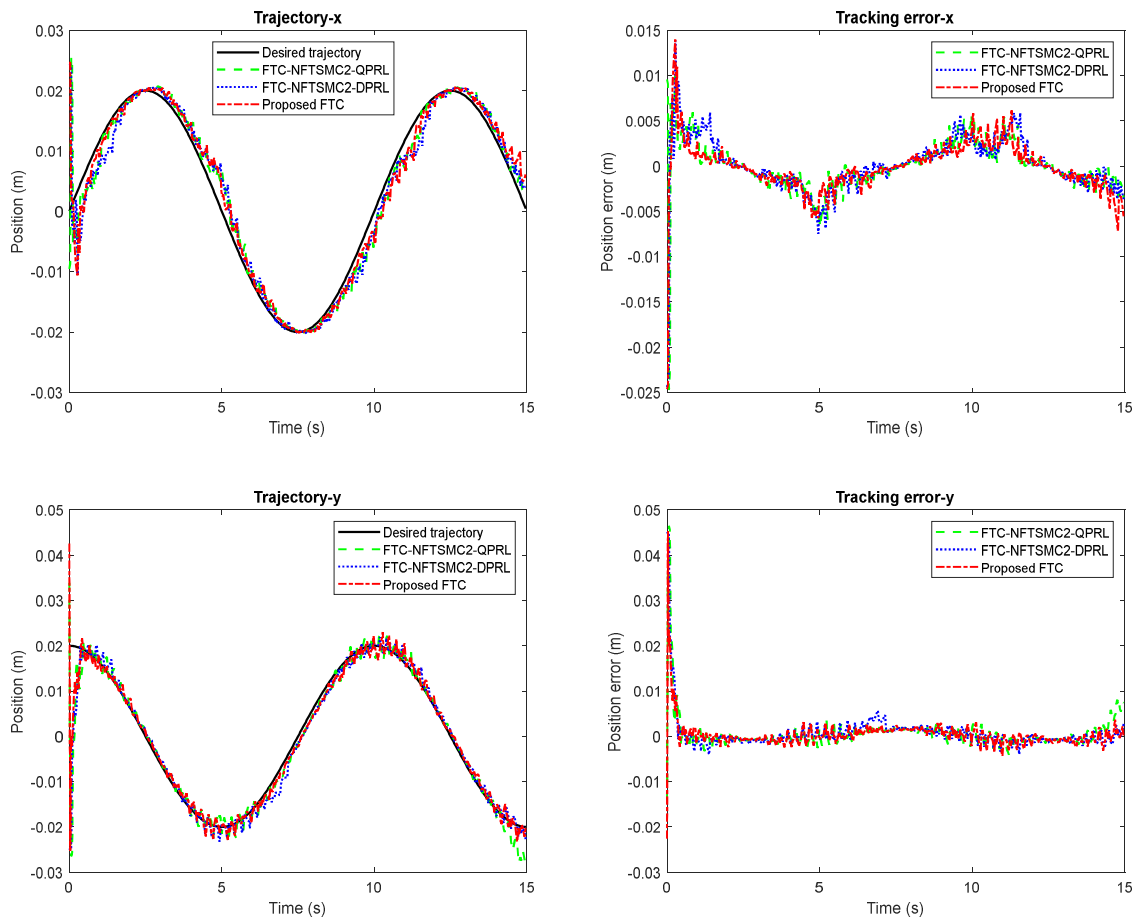 Trajectory-x
0.03
0.02
0.01
0
-0.01
-0.02
-0.03
Position (m)
Desired trajectory
FTC-NFTSMC2-QPRL
FTC-NFTSMC2-DPRL
Proposed FTC
0 5 10 15
Time (s)
Tracking error-x
0.015
0.01
0.005
0
-0.005
-0.01
-0.015
-0.02
-0.025
Position error (m)
FTC-NFTSMC2-QPRL
FTC-NFTSMC2-DPRL
Proposed FTC
0 5 10 15
Time (s)
Trajectory-y
0.05
0.04
0.03
0.02
0.01
0
-0.01
-0.02
-0.03
Position (m)
Desired trajectory
FTC-NFTSMC2-QPRL
FTC-NFTSMC2-DPRL
Proposed FTC
0 5 10 15
Time (s)
Tracking error-y
0.05
0.04
0.03
0.02
0.01
0
-0.01
-0.02
-0.03
Position error (m)
FTC-NFTSMC2-QPRL
FTC-NFTSMC2-DPRL
Proposed FTC
0 5 10 15
Time (s)